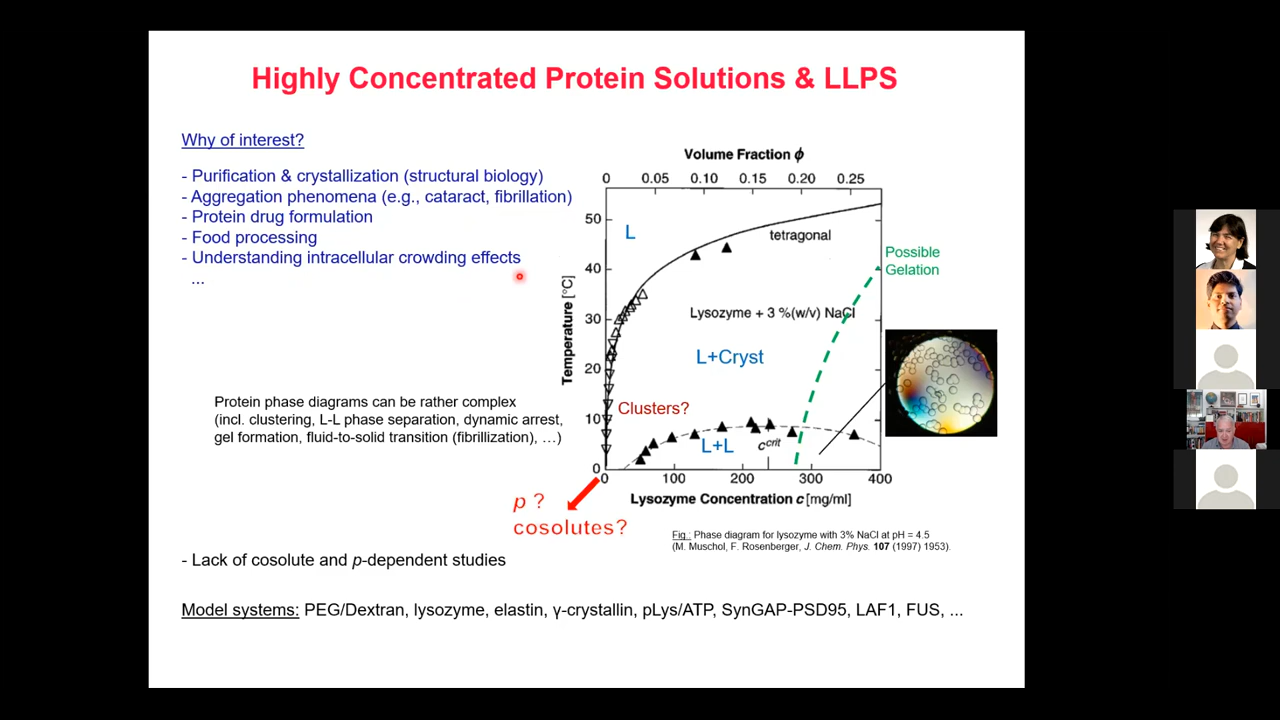 Highly Concentrated Protein Solutions & LLPS
Why of interest?
- Purification & crystallization (structural biology)
- Aggregation phenomena (e.g., cataract, fibrillation)
- Protein drug formulation
- Food processing
- Understanding intracellular crowding effects
...
Protein phase diagrams can be rather complex
(incl. clustering, L-L phase separation, dynamic arrest,
gel formation, fluid-to-solid transition (fibrillization), …)
Volume Fraction ϕ
0 0.05 0.10 0.15 0.20 0.25
Temperature [°C]
50
40
30
20
10
0
L
tetragonal
Possible
Gelation
Lysozyme + 3 %(w/v) NaCl
L+Cryst
Clusters?
L+L
c^crit
0 100 200 300 400
Lysozyme Concentration c [mg/ml]
p ?
cosolutes?
Fig.: Phase diagram for lysozyme with 3% NaCl at pH = 4.5
(M. Muschol, F. Rosenberger, J. Chem. Phys. 107 (1997) 1953).
- Lack of cosolute and p-dependent studies
Model systems: PEG/Dextran, lysozyme, elastin, γ-crystallin, pLys/ATP, SynGAP-PSD95, LAF1, FUS, ...